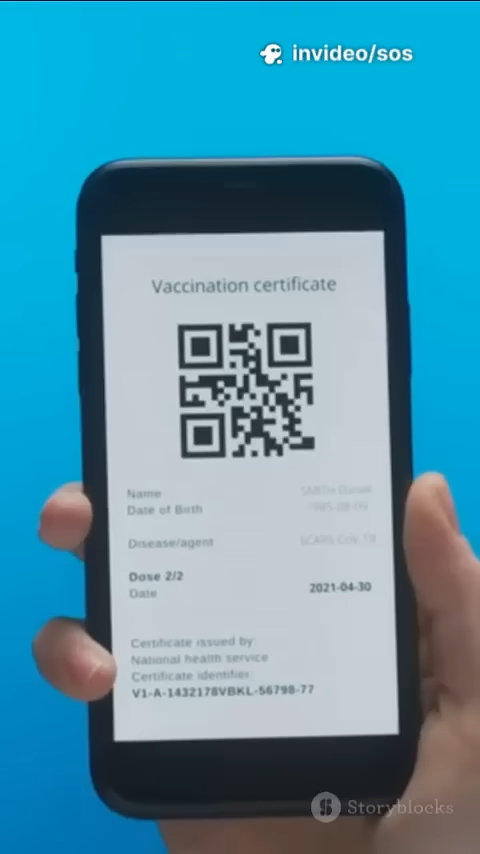 invideo/sos
Vaccination certificate
Name
Date of Birth
Disease/agent
Dose 2/2
Date 2021-04-30
Certificate issued by:
National health service
Certificate identifier:
V1-A-1432178VBKL-56798-77
Storyblocks